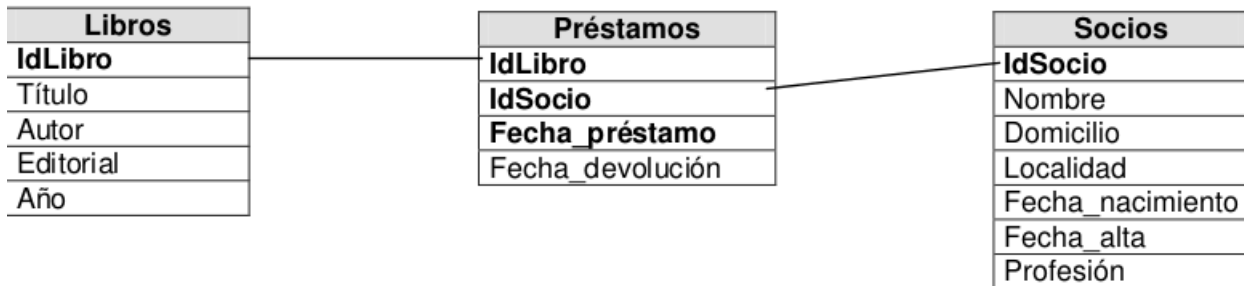 Libros
IdLibro
Título
Autor
Editorial
Año
Préstamos
IdLibro
IdSocio
Fecha_préstamo
Fecha_devolución
Socios
IdSocio
Nombre
Domicilio
Localidad
Fecha_nacimiento
Fecha_alta
Profesión